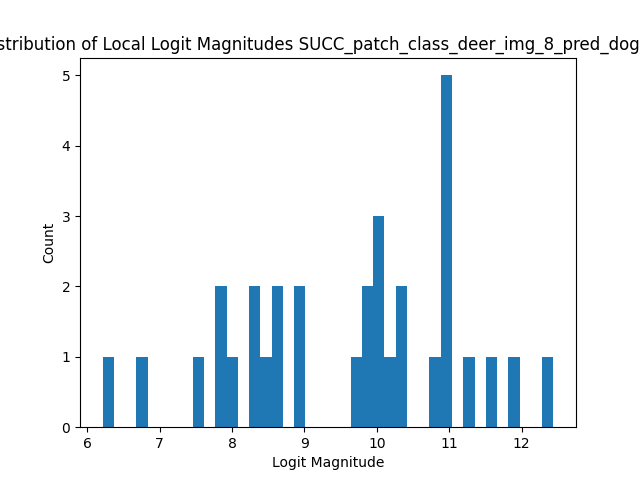 stribution of Local Logit Magnitudes SUCC_patch_class_deer_img_8_pred_dog
5
4
3
2
1
0
Count
6 7 8 9 10 11 12
Logit Magnitude